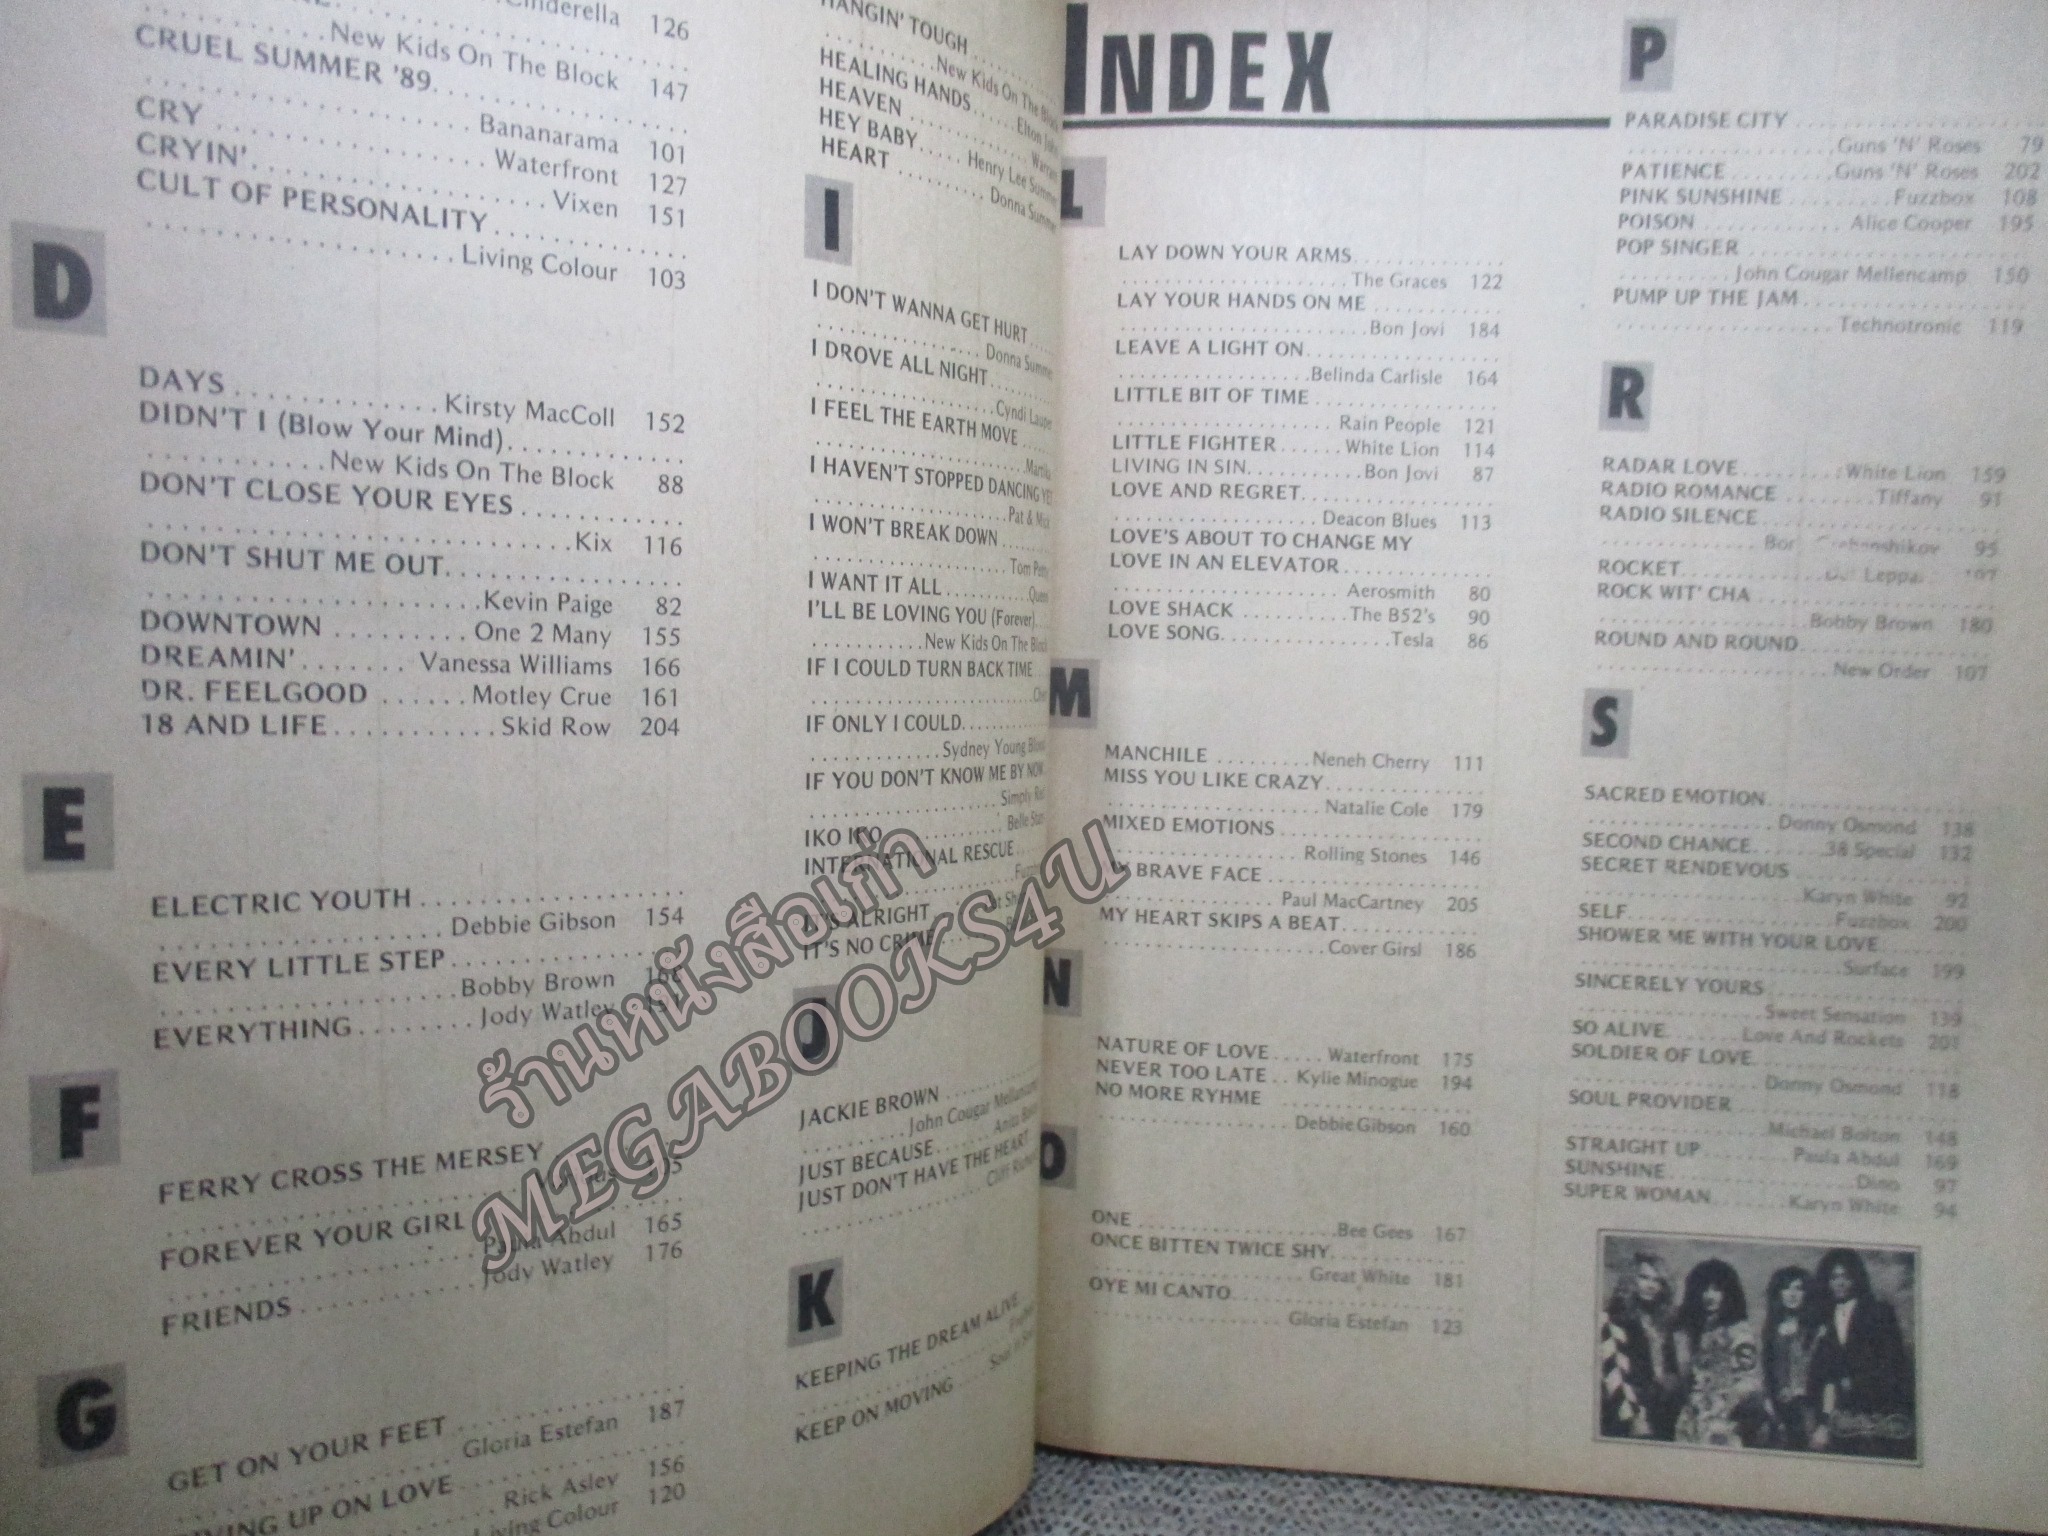 Cinderella 126
New Kids On The Block 147
CRUEL SUMMER '89
Bananarama 101
CRY
Waterfront 127
CRYIN'
Vixen 151
CULT OF PERSONALITY
Living Colour 103
D
DAYS Kirsty MacColl 152
DIDN'T I (Blow Your Mind)
New Kids On The Block 88
DON'T CLOSE YOUR EYES
Kix 116
DON'T SHUT ME OUT
Kevin Paige 82
DOWNTOWN One 2 Many 155
DREAMIN' Vanessa Williams 166
DR. FEELGOOD Motley Crue 161
18 AND LIFE Skid Row 204
E
ELECTRIC YOUTH
Debbie Gibson 154
EVERY LITTLE STEP
Bobby Brown
EVERYTHING Jody Watley
F
FERRY CROSS THE MERSEY
FOREVER YOUR GIRL
Paula Abdul 165
FRIENDS Jody Watley 176
G
GET ON YOUR FEET
Gloria Estefan 187
UP ON LOVE
Rick Asley 156
Living Colour 120
HANGIN' TOUGH
New Kids On The Block
HEALING HANDS Elton John
HEAVEN
HEY BABY Henry Lee Summer
HEART Donna Summer
I
I DON'T WANNA GET HURT
Donna Summe
I DROVE ALL NIGHT
Cyndi Lauper
I FEEL THE EARTH MOVE
Martika
I HAVEN'T STOPPED DANCING YET
Pat & Mick
I WON'T BREAK DOWN
Tom Petty
I WANT IT ALL Queen
I'LL BE LOVING YOU (Forever)
New Kids On The Block
IF I COULD TURN BACK TIME
IF ONLY I COULD
Sydney Young
IF YOU DON'T KNOW ME BY NOW
Simply Red
IKO IKO Belle Stars
INTERNATIONAL RESCUE
IT'S ALRIGHT
IT'S NO CRIME
J
JACKIE BROWN
John Cougar Mellencamp
JUST BECAUSE Anita
JUST DON'T HAVE THE HEART
Cliff
K
KEEPING THE DREAM ALIVE
KEEP ON MOVING
INDEX
L
LAY DOWN YOUR ARMS
The Graces 122
LAY YOUR HANDS ON ME
Bon Jovi 184
LEAVE A LIGHT ON
Belinda Carlisle 164
LITTLE BIT OF TIME
Rain People 121
LITTLE FIGHTER White Lion 114
LIVING IN SIN Bon Jovi 87
LOVE AND REGRET
Deacon Blues 113
LOVE'S ABOUT TO CHANGE MY
LOVE IN AN ELEVATOR
Aerosmith 80
LOVE SHACK The B52's 90
LOVE SONG Tesla 86
M
MANCHILE Neneh Cherry 111
MISS YOU LIKE CRAZY
Natalie Cole 179
MIXED EMOTIONS
Rolling Stones 146
MY BRAVE FACE
Paul MacCartney 205
MY HEART SKIPS A BEAT
Cover Girsl 186
N
NATURE OF LOVE Waterfront 175
NEVER TOO LATE Kylie Minogue 194
NO MORE RYHME
Debbie Gibson 160
O
ONE Bee Gees 167
ONCE BITTEN TWICE SHY
Great White 181
OYE MI CANTO
Gloria Estefan 123
P
PARADISE CITY
Guns 'N' Roses 79
PATIENCE Guns 'N' Roses 202
PINK SUNSHINE Fuzzbox 108
POISON Alice Cooper 195
POP SINGER
John Cougar Mellencamp 150
PUMP UP THE JAM
Technotronic 119
R
RADAR LOVE White Lion 159
RADIO ROMANCE Tiffany 91
RADIO SILENCE
95
ROCKET
ROCK WIT' CHA
Bobby Brown 180
ROUND AND ROUND
New Order 107
S
SACRED EMOTION
Donny Osmond 138
SECOND CHANCE 38 Special 132
SECRET RENDEVOUS
Karyn White 92
SELF Fuzzbox 200
SHOWER ME WITH YOUR LOVE
Surface 199
SINCERELY YOURS
Sweet Sensation 139
SO ALIVE Love And Rockets 201
SOLDIER OF LOVE
Donny Osmond 118
SOUL PROVIDER
Michael Bolton 148
STRAIGHT UP Paula Abdul 169
SUNSHINE Dino 97
SUPER WOMAN Karyn White 94
ร้านหนังสือเก่า
MEGABOOKS4U